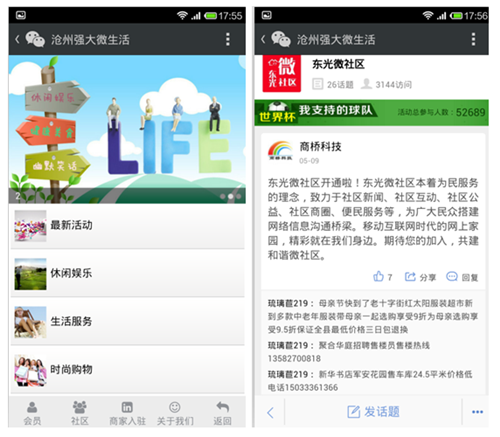 17:55
沧州强大微生活
休闲娱乐
幽默笑话
LIFE
2
最新活动
休闲娱乐
生活服务
时尚购物
会员
社区
商家入驻
关于我们
返回
17:56
沧州强大微生活
微
东光
社区
东光微社区
26话题
3144访问
世界杯
我支持的球队
活动总参与人数：52689
商桥科技
05-09
东光微社区开通啦！东光微社区本着为民服务
的理念，致力于社区新闻、社区互动、社区公
益、社区商圈、便民服务等，为广大民众搭建
网络信息沟通桥梁。移动互联网时代的网上家
园，精彩就在我们身边。期待您的加入，共建
和谐微社区。
7
分享
回复
琉璃苣219： 母亲节快到了老十字街红太阳服装超市新
到多款中老年服装带母亲一起选购享受9折为母亲选购享
受9.5折保证全县最低价格三日包退换
琉璃苣219： 聚合华庭招聘售楼员售楼热线
13582700818
琉璃苣219： 新华书店军安花园售车库24.5平米价格低
电话15033361366
发话题